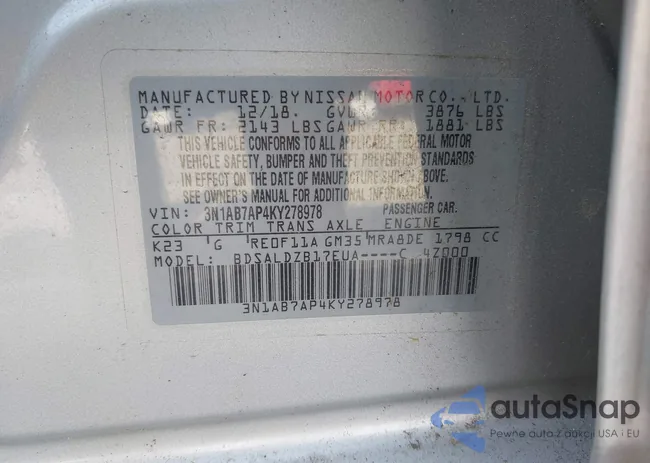 MANUFACTURED BY NISSAN MOTOR CO., LTD.
DATE: 12/18. GV 3876 LBS
GAWR FR: 2143 LBS GAWR RR: 1881 LBS
THIS VEHICLE CONFORMS TO ALL APPLICABLE FEDERAL MOTOR
VEHICLE SAFETY, BUMPER AND THEFT PREVENTION STANDARDS
IN EFFECT ON THE DATE OF MANUFACTURE SHOWN ABOVE.
SEE OWNER'S MANUAL FOR ADDITIONAL INFORMATION.
VIN: 3N1AB7AP4KY278978 PASSENGER CAR.
COLOR TRIM TRANS AXLE ENGINE
K23 G RE0F11A GM35 MRA8DE 1798 CC
MODEL: BDSALDZB17EUA----C 4Z000
3N1AB7AP4KY278978
autaSnap
Pewne auta z aukcji USA i EU